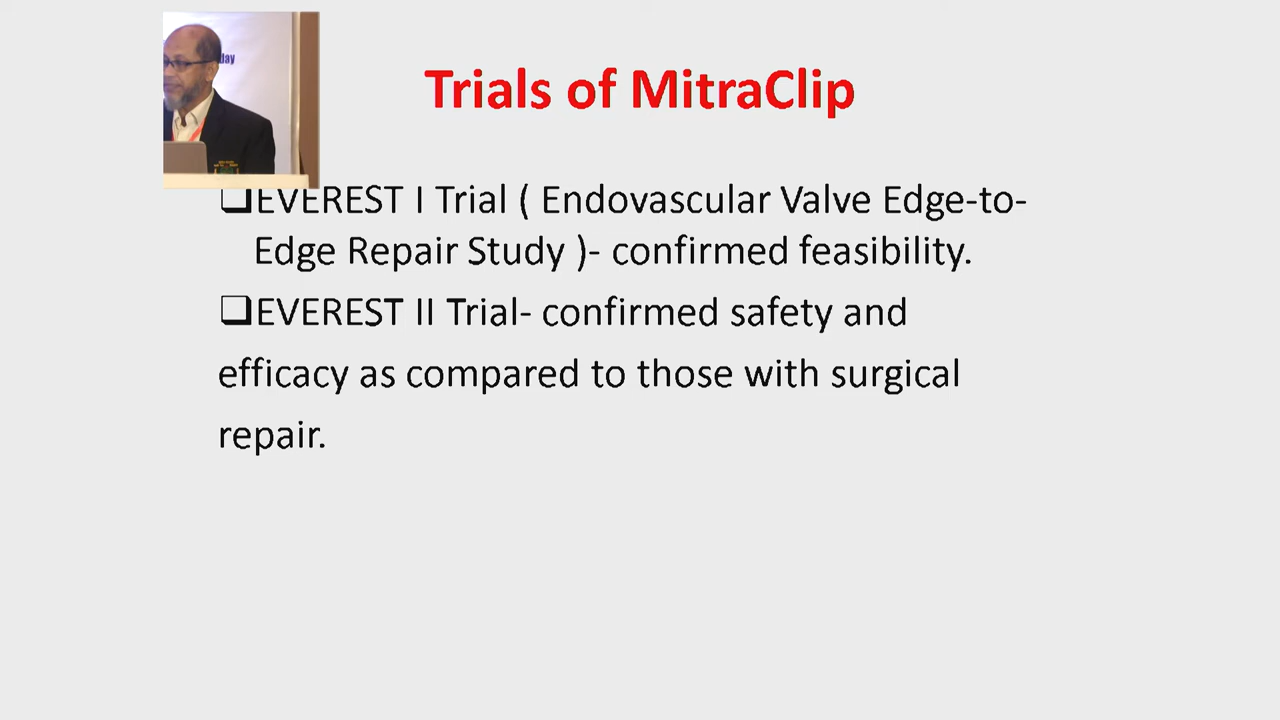 Trials of MitraClip
❑EVEREST I Trial ( Endovascular Valve Edge-to-
Edge Repair Study )- confirmed feasibility.
❑EVEREST II Trial- confirmed safety and
efficacy as compared to those with surgical
repair.